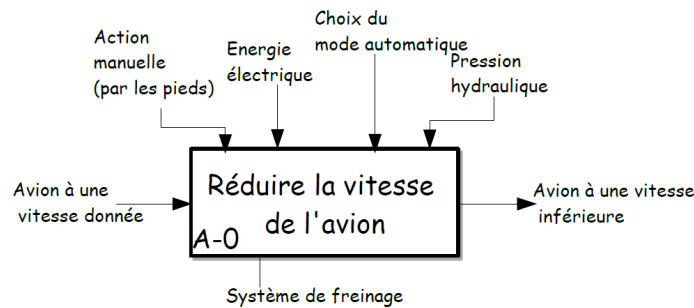 Action
manuelle
(par les pieds)
Energie
électrique
Choix du
mode automatique
Pression
hydraulique
Avion à une
vitesse donnée
Réduire la vitesse
de l'avion
A-0
Avion à une vitesse
inférieure
Système de freinage